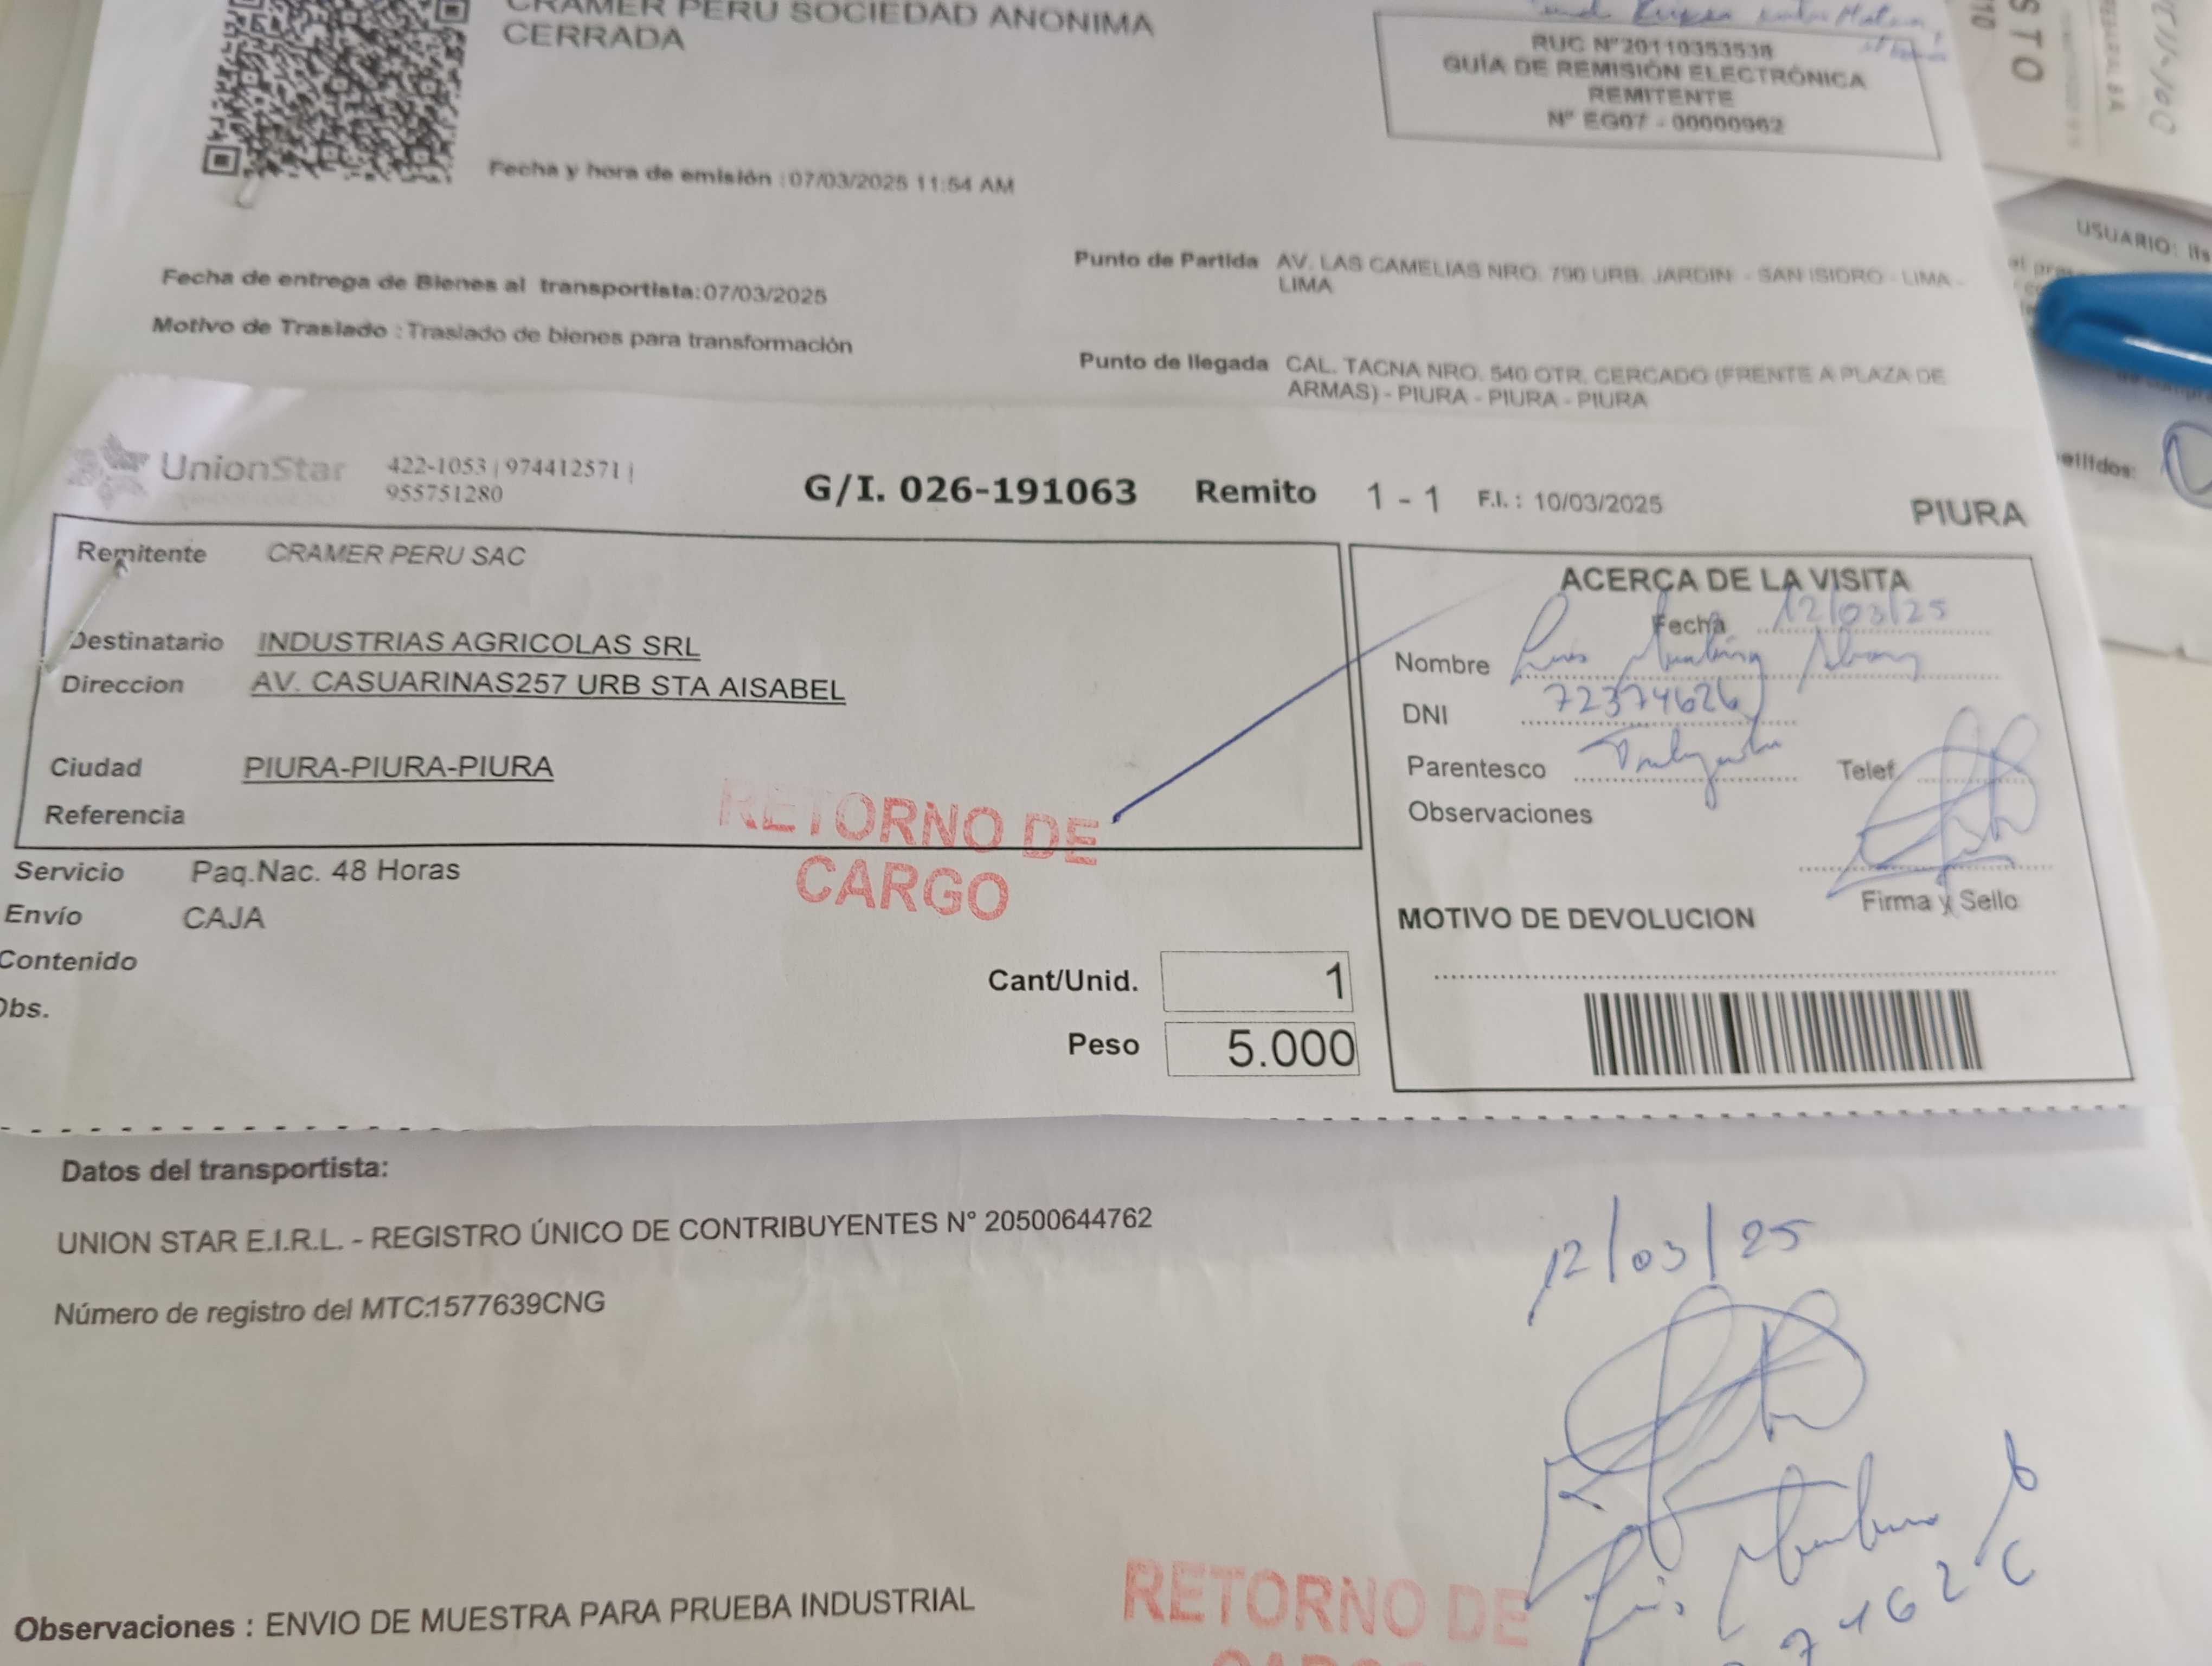 CRAMER PERU SOCIEDAD ANONIMA
CERRADA
RUC N° 20110353538
GUÍA DE REMISIÓN ELECTRÓNICA
REMITENTE
N° EG07 - 00000962
Fecha y hora de emisión : 07/03/2025 11:54 AM
Fecha de entrega de Bienes al transportista:07/03/2025
Motivo de Traslado : Traslado de bienes para transformación
Punto de Partida AV. LAS CAMELIAS NRO. 790 URB. JARDIN - SAN ISIDRO - LIMA -
LIMA
Punto de llegada CAL. TACNA NRO. 540 OTR. CERCADO (FRENTE A PLAZA DE
ARMAS) - PIURA - PIURA - PIURA
USUARIO:
STO
10
UnionStar
422-1053 | 974412571 |
955751280
G/I. 026-191063 Remito 1 - 1 F.I. : 10/03/2025 PIURA
Remitente CRAMER PERU SAC
Destinatario INDUSTRIAS AGRICOLAS SRL
Direccion AV. CASUARINAS257 URB STA AISABEL
Ciudad PIURA-PIURA-PIURA
Referencia
Servicio Paq.Nac. 48 Horas
Envío CAJA
Contenido
Obs.
RETORNO DE
CARGO
Cant/Unid. 1
Peso 5.000
ACERCA DE LA VISITA
Fecha 12/03/25
Nombre Luis
DNI 72374626
Parentesco
Telef
Observaciones
Firma y Sello
MOTIVO DE DEVOLUCION
Datos del transportista:
UNION STAR E.I.R.L. - REGISTRO ÚNICO DE CONTRIBUYENTES N° 20500644762
Número de registro del MTC:1577639CNG
12/03/25
Observaciones : ENVIO DE MUESTRA PARA PRUEBA INDUSTRIAL
RETORNO DE
CARGO